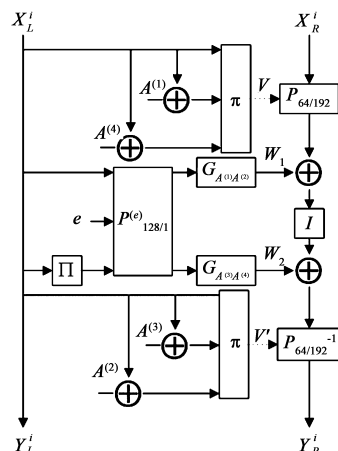 X_L^i X_R^i
A^(1) π V P_64/192
A^(4)
G_A^(1)A^(2) W_1
e P^(e)_128/1 I
Π G_A^(3)A^(4) W_2
A^(3) π V' P_64/192^-1
A^(2)
Y_L^i Y_R^i